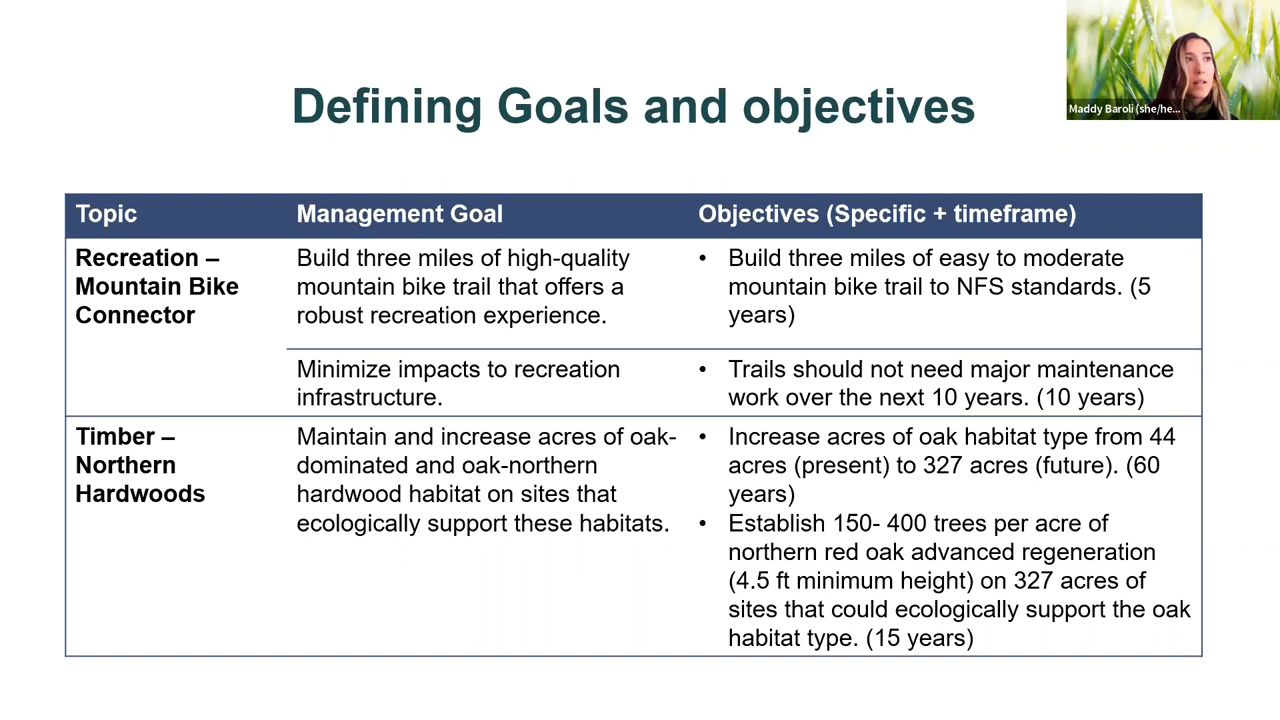 Defining Goals and objectives
Maddy Baroli (she/he...
Topic
Management Goal
Objectives (Specific + timeframe)
Recreation –
Mountain Bike
Connector
Build three miles of high-quality
mountain bike trail that offers a
robust recreation experience.
• Build three miles of easy to moderate
mountain bike trail to NFS standards. (5
years)
Minimize impacts to recreation
infrastructure.
• Trails should not need major maintenance
work over the next 10 years. (10 years)
Timber –
Northern
Hardwoods
Maintain and increase acres of oak-
dominated and oak-northern
hardwood habitat on sites that
ecologically support these habitats.
• Increase acres of oak habitat type from 44
acres (present) to 327 acres (future). (60
years)
• Establish 150- 400 trees per acre of
northern red oak advanced regeneration
(4.5 ft minimum height) on 327 acres of
sites that could ecologically support the oak
habitat type. (15 years)